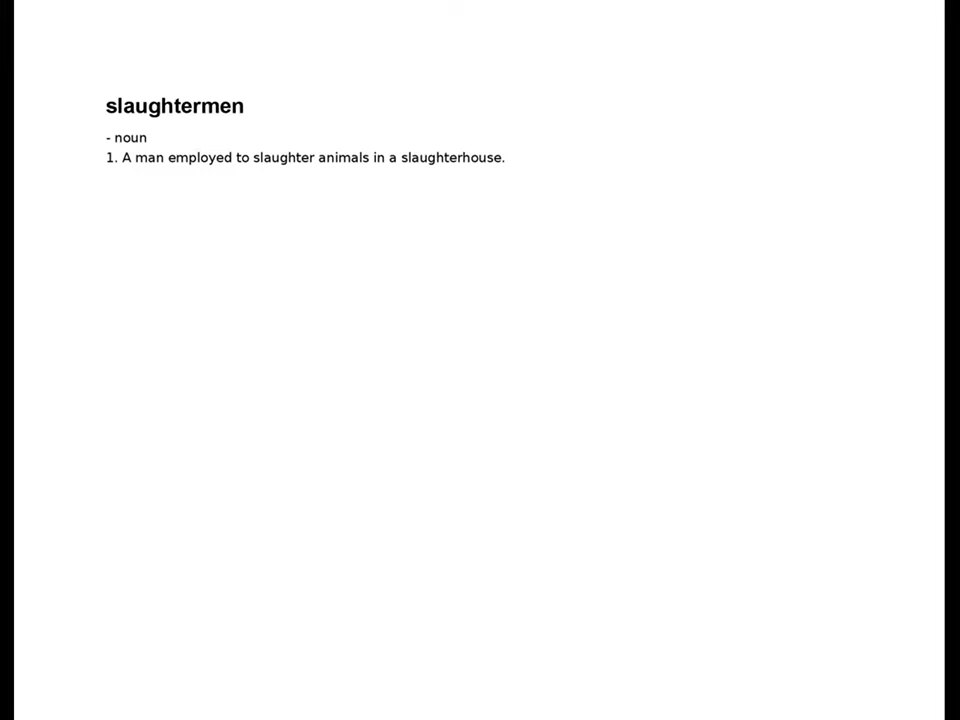 slaughtermen
- noun
1. A man employed to slaughter animals in a slaughterhouse.